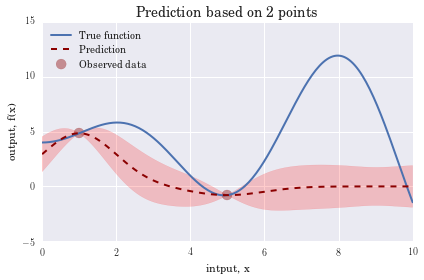 Prediction based on 2 points
True function
Prediction
Observed data
output, f(x)
15
10
5
0
−5
0 2 4 6 8 10
intput, x